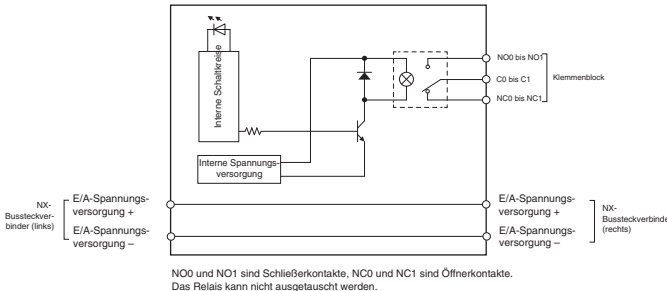 Interne Schaltkreise
NO0 bis NO1
C0 bis C1
NC0 bis NC1
Klemmenblock
Interne Spannungs-
versorgung
NX-
Bussteckver-
binder (links)
E/A-Spannungs-
versorgung +
E/A-Spannungs-
versorgung –
E/A-Spannungs-
versorgung +
E/A-Spannungs-
versorgung –
NX-
Bussteckverbinde
(rechts)
NO0 und NO1 sind Schließerkontakte, NC0 und NC1 sind Öffnerkontakte.
Das Relais kann nicht ausgetauscht werden.